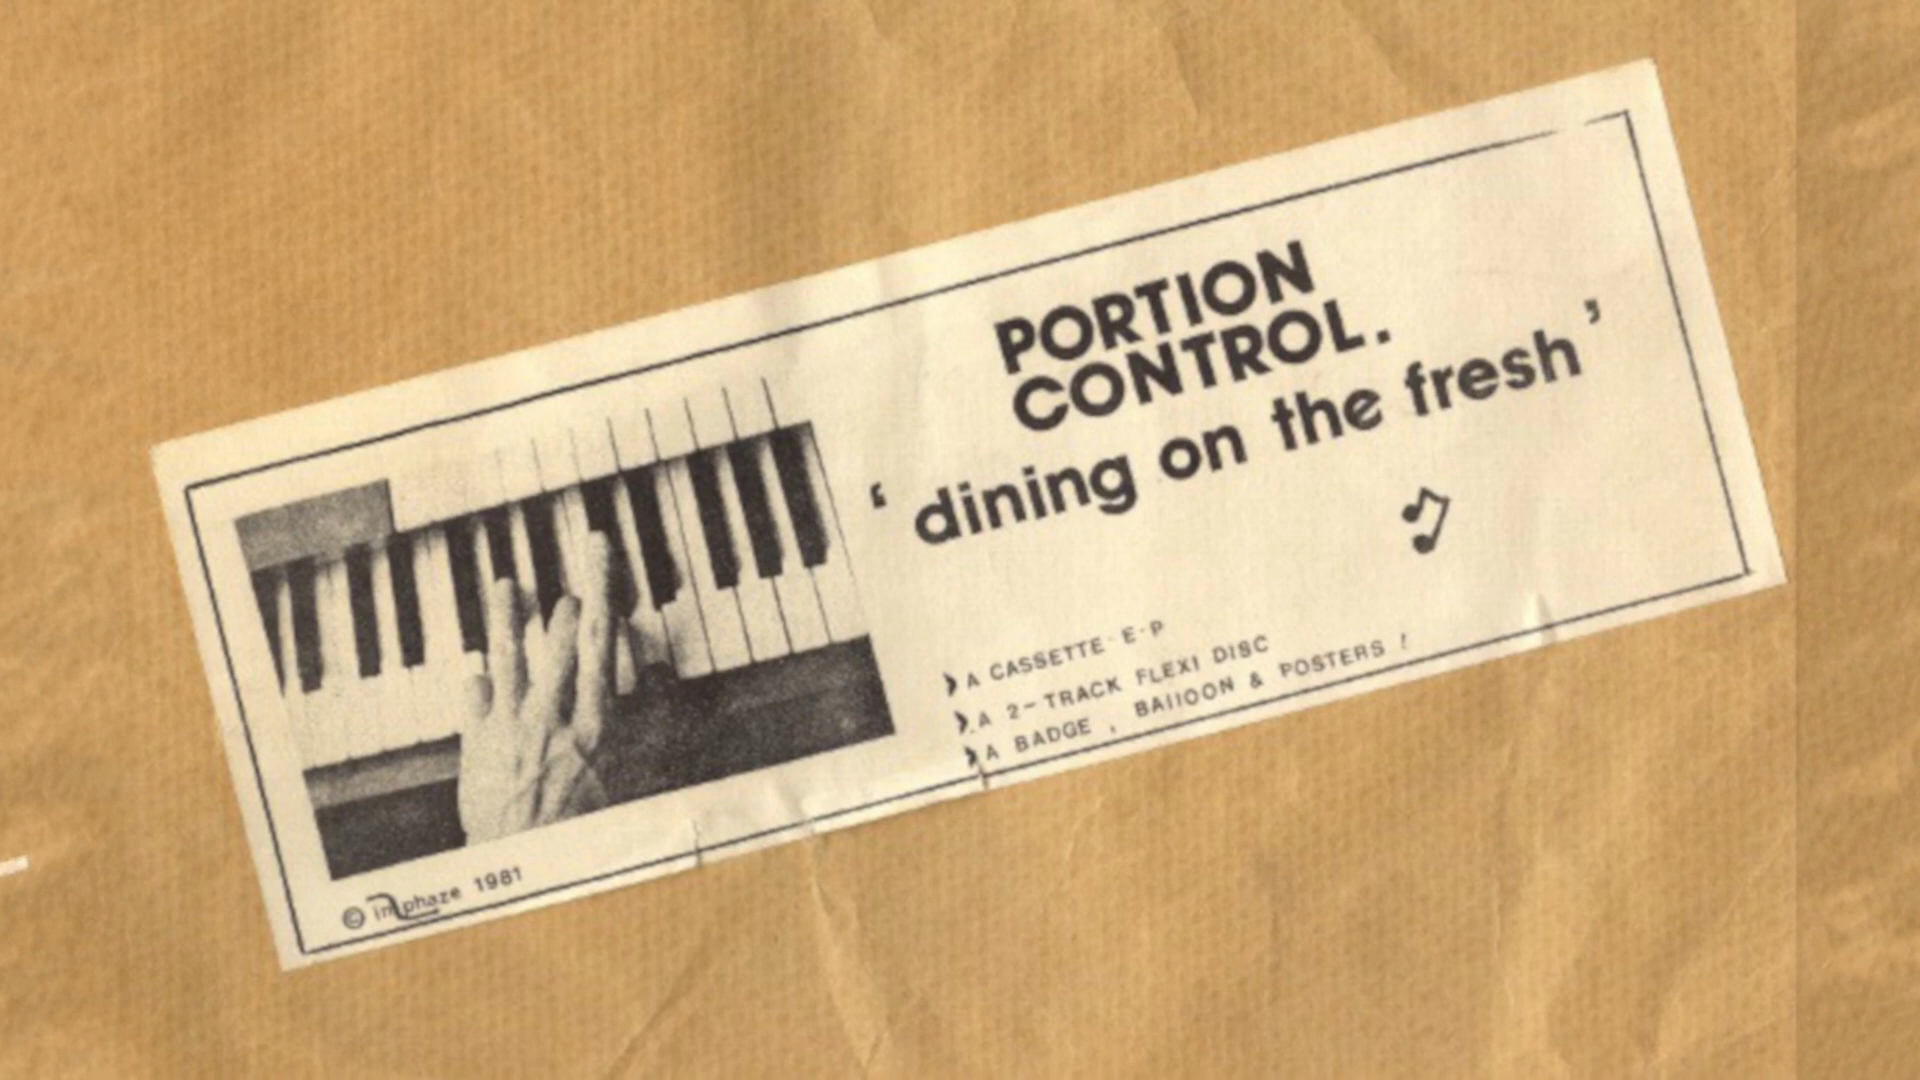 PORTION
CONTROL.
‘ dining on the fresh ’
A CASSETTE E·P
A 2-TRACK FLEXI DISC
A BADGE , BAllOON & POSTERS !
© in phaze 1981